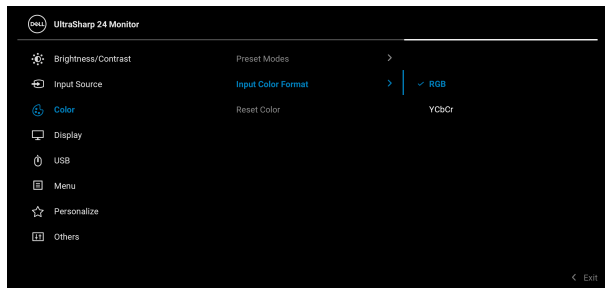 DELL UltraSharp 24 Monitor
Brightness/Contrast Preset Modes
Input Source Input Color Format RGB
Color Reset Color YCbCr
Display
USB
Menu
Personalize
Others
Exit